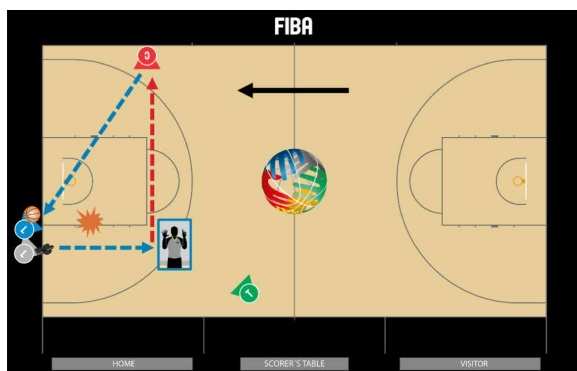 FIBA
C
L
L
T
HOME
SCORER´S TABLE
VISITOR